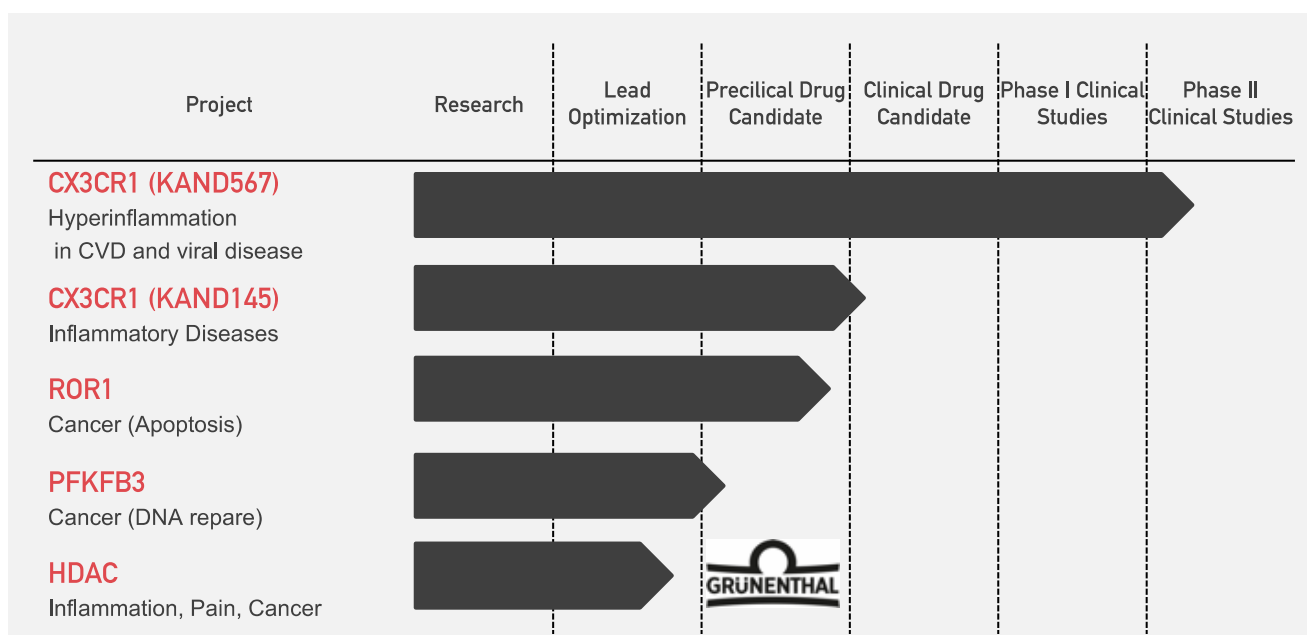 Project
Research
Lead
Optimization
Precilical Drug
Candidate
Clinical Drug
Candidate
Phase I Clinical
Studies
Phase II
Clinical Studies
CX3CR1 (KAND567)
Hyperinflammation
in CVD and viral disease
CX3CR1 (KAND145)
Inflammatory Diseases
ROR1
Cancer (Apoptosis)
PFKFB3
Cancer (DNA repare)
HDAC
Inflammation, Pain, Cancer
GRÜNENTHAL